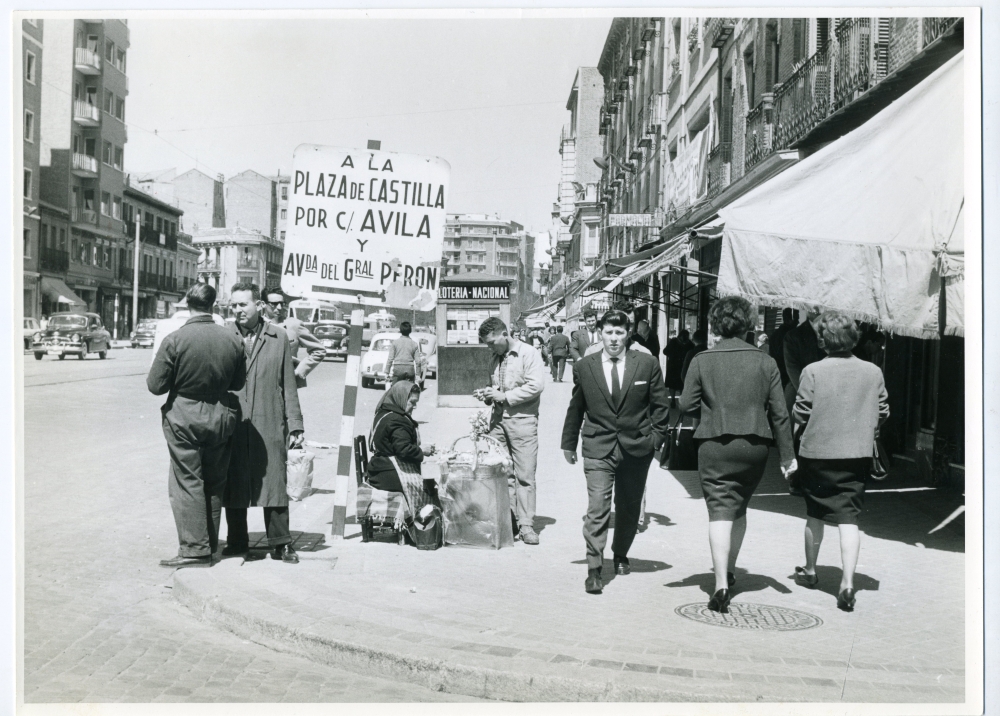 A LA
PLAZA DE CASTILLA
POR C/ AVILA
Y
AVDA DEL GRAL PERON
LOTERIA-NACIONAL